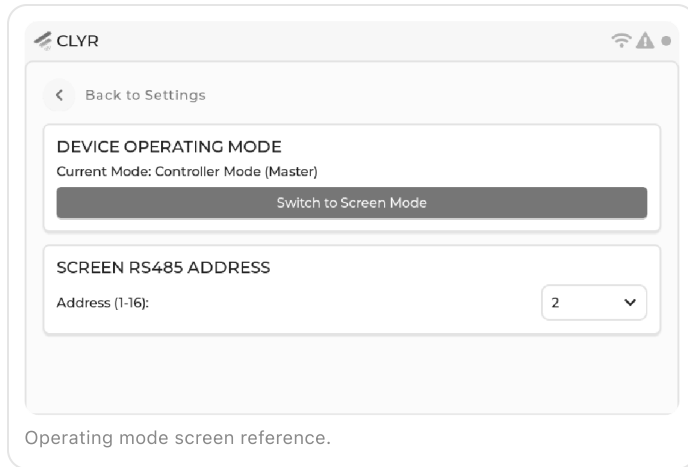 CLYR
Back to Settings
DEVICE OPERATING MODE
Current Mode: Controller Mode (Master)
Switch to Screen Mode
SCREEN RS485 ADDRESS
Address (1-16):
2
Operating mode screen reference.